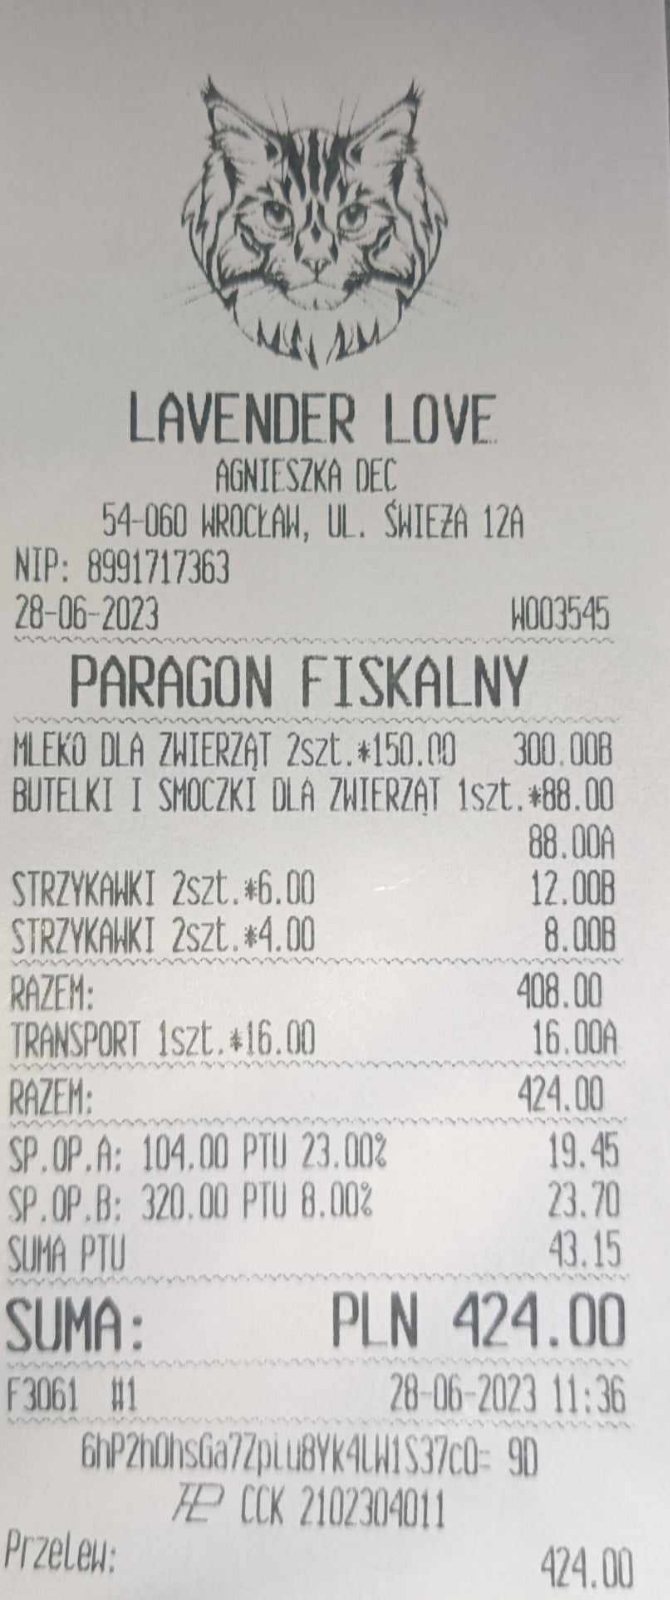 LAVENDER LOVE
AGNIESZKA DEC
54-060 WROCŁAW, UL. ŚWIEŻA 12A
NIP: 8991717363
28-06-2023 W003545
PARAGON FISKALNY
MLEKO DLA ZWIERZĄT 2szt.*150.00 300.00B
BUTELKI I SMOCZKI DLA ZWIERZĄT 1szt.*88.00
88.00A
STRZYKAWKI 2szt.*6.00 12.00B
STRZYKAWKI 2szt.*4.00 8.00B
RAZEM: 408.00
TRANSPORT 1szt.*16.00 16.00A
RAZEM: 424.00
SP.OP.A: 104.00 PTU 23.00% 19.45
SP.OP.B: 320.00 PTU 8.00% 23.70
SUMA PTU 43.15
SUMA: PLN 424.00
F3061 #1 28-06-2023 11:36
6hP2hOhsGa7ZpLu8Yk4LW1S37cO= 9D
CCK 2102304011
Przelew: 424.00